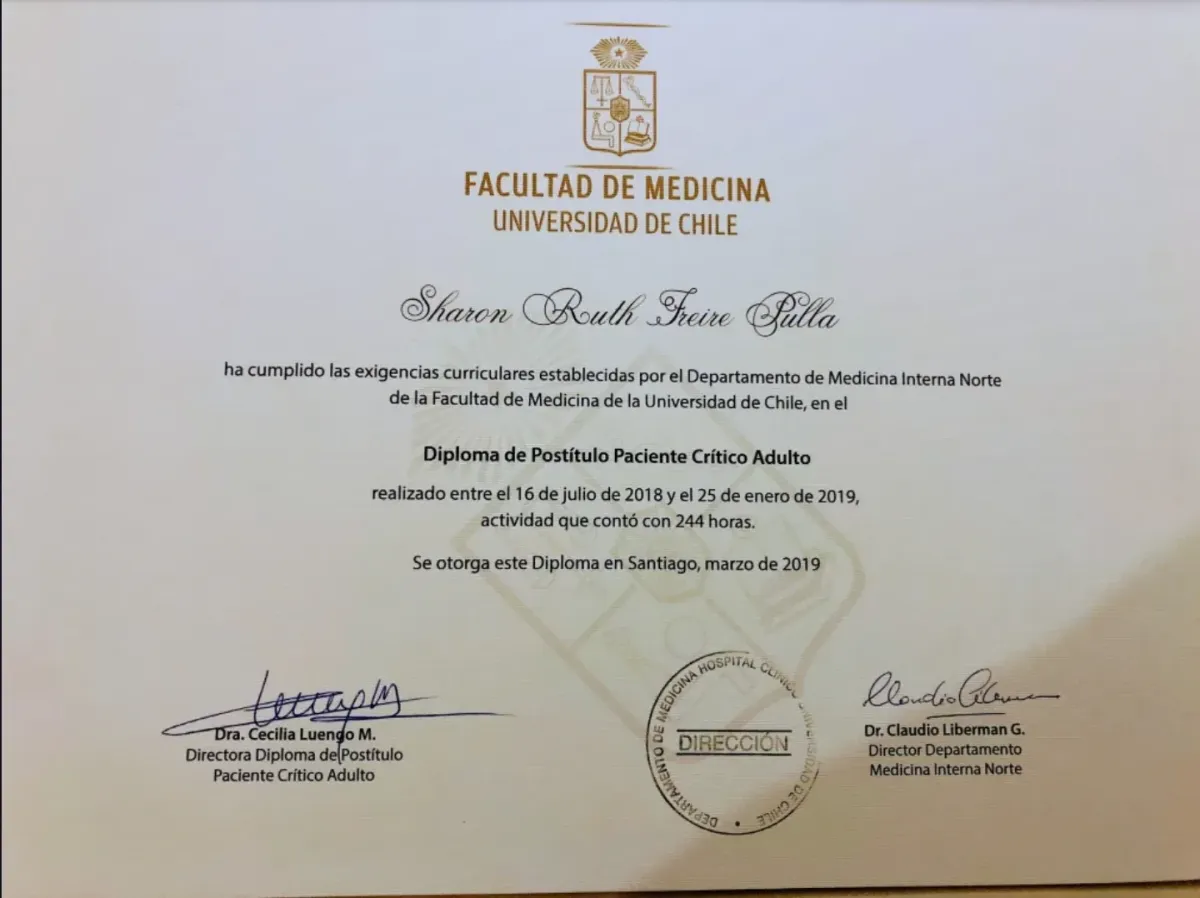 FACULTAD DE MEDICINA
UNIVERSIDAD DE CHILE
Sharon Ruth Freire Pulla
ha cumplido las exigencias curriculares establecidas por el Departamento de Medicina Interna Norte
de la Facultad de Medicina de la Universidad de Chile, en el
Diploma de Postítulo Paciente Crítico Adulto
realizado entre el 16 de julio de 2018 y el 25 de enero de 2019,
actividad que contó con 244 horas.
Se otorga este Diploma en Santiago, marzo de 2019
Dra. Cecilia Luengo M.
Directora Diploma de Postítulo
Paciente Crítico Adulto
DEPARTAMENTO DE MEDICINA HOSPITAL CLINICO UNIVERSIDAD DE CHILE
DIRECCIÓN
Dr. Claudio Liberman G.
Director Departamento
Medicina Interna Norte